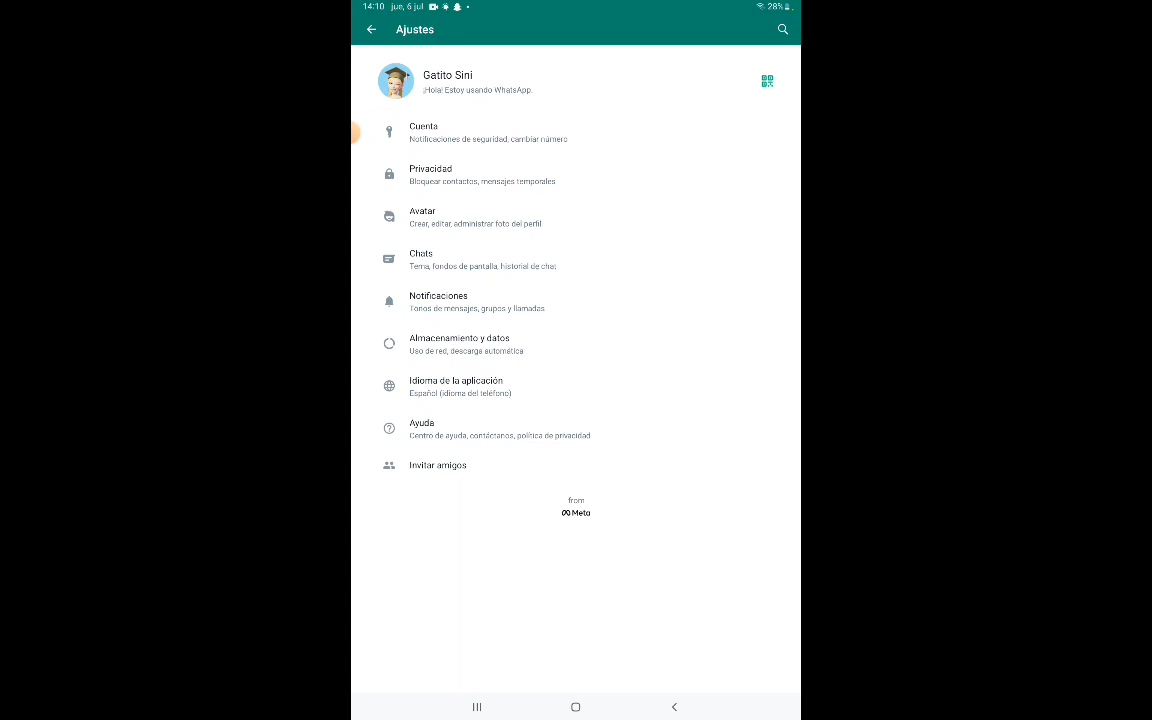 14:10 jue, 6 jul
28%
Ajustes
Gatito Sini
¡Hola! Estoy usando WhatsApp.
Cuenta
Notificaciones de seguridad, cambiar número
Privacidad
Bloquear contactos, mensajes temporales
Avatar
Crear, editar, administrar foto del perfil
Chats
Tema, fondos de pantalla, historial de chat
Notificaciones
Tonos de mensajes, grupos y llamadas
Almacenamiento y datos
Uso de red, descarga automática
Idioma de la aplicación
Español (idioma del teléfono)
Ayuda
Centro de ayuda, contáctanos, política de privacidad
Invitar amigos
from
Meta